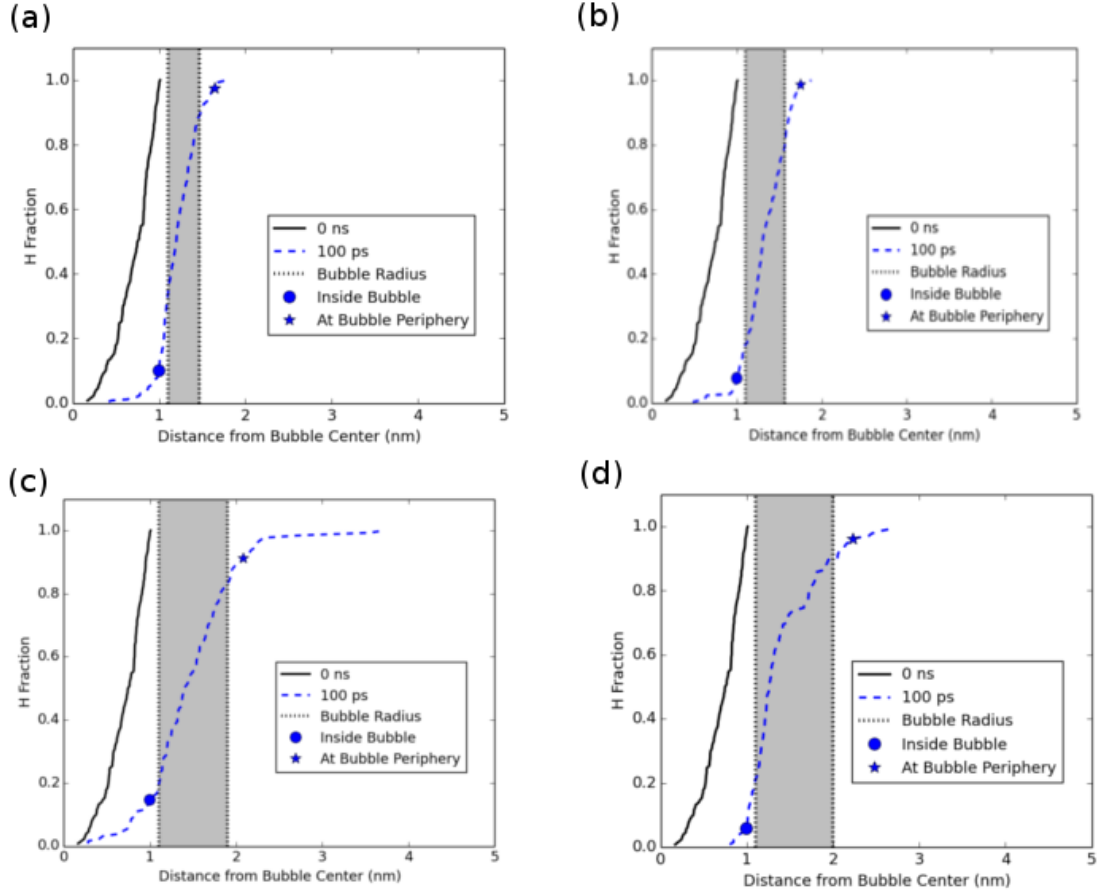 (a)
1.0
0.8
0.6
0.4
0.2
0.0
H Fraction
0 ns
100 ps
Bubble Radius
Inside Bubble
At Bubble Periphery
0 1 2 3 4 5
Distance from Bubble Center (nm)
(b)
1.0
0.8
0.6
0.4
0.2
0.0
H Fraction
0 ns
100 ps
Bubble Radius
Inside Bubble
At Bubble Periphery
0 1 2 3 4 5
Distance from Bubble Center (nm)
(c)
1.0
0.8
0.6
0.4
0.2
0.0
H Fraction
0 ns
100 ps
Bubble Radius
Inside Bubble
At Bubble Periphery
0 1 2 3 4 5
Distance from Bubble Center (nm)
(d)
1.0
0.8
0.6
0.4
0.2
0.0
H Fraction
0 ns
100 ps
Bubble Radius
Inside Bubble
At Bubble Periphery
0 1 2 3 4 5
Distance from Bubble Center (nm)